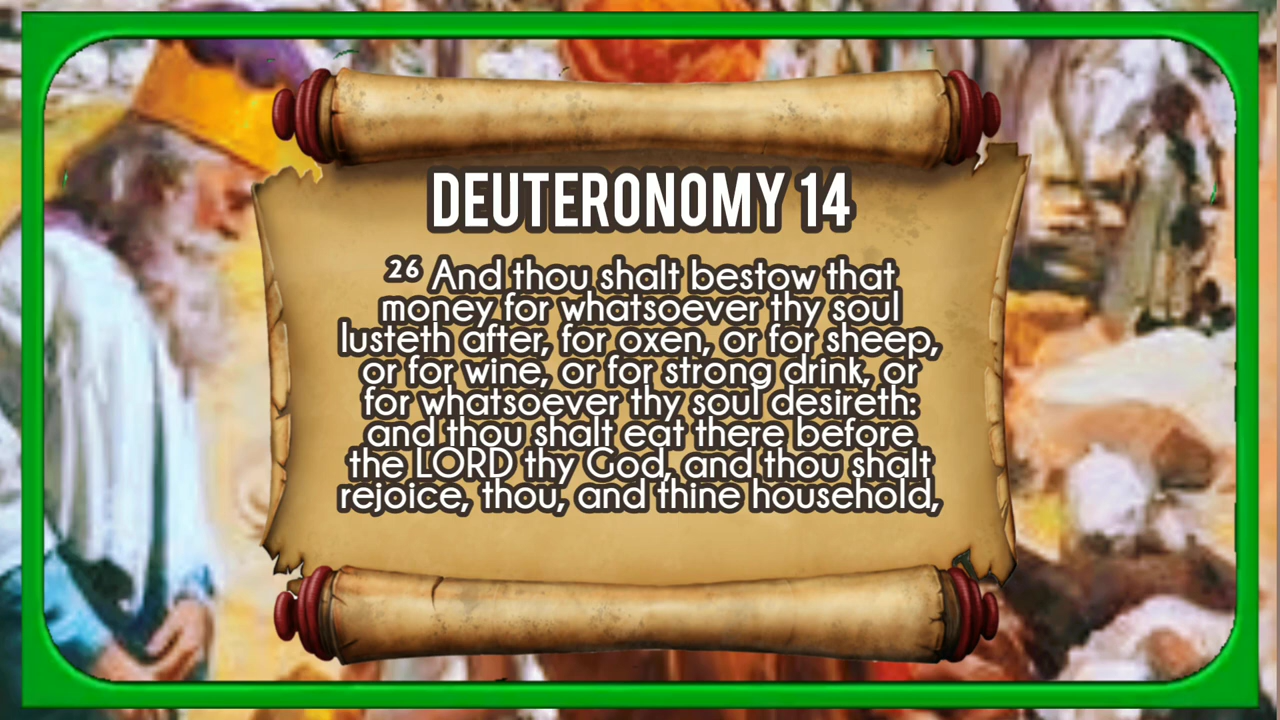 DEUTERONOMY 14
²⁶ And thou shalt bestow that
money for whatsoever thy soul
lusteth after, for oxen, or for sheep,
or for wine, or for strong drink, or
for whatsoever thy soul desireth:
and thou shalt eat there before
the LORD thy God, and thou shalt
rejoice, thou, and thine household,